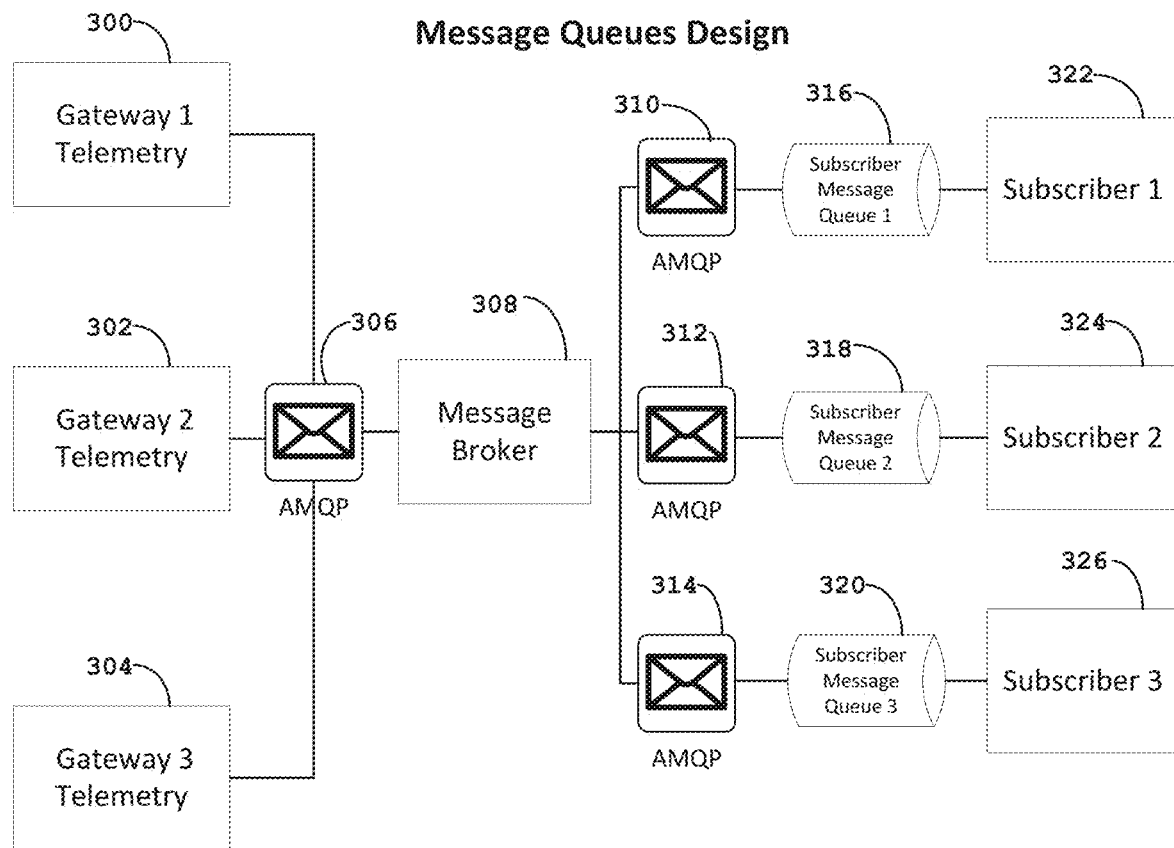 Message Queues Design
300
Gateway 1
Telemetry
302
Gateway 2
Telemetry
304
Gateway 3
Telemetry
306
AMQP
308
Message
Broker
310
AMQP
312
AMQP
314
AMQP
316
Subscriber
Message
Queue 1
318
Subscriber
Message
Queue 2
320
Subscriber
Message
Queue 3
322
Subscriber 1
324
Subscriber 2
326
Subscriber 3